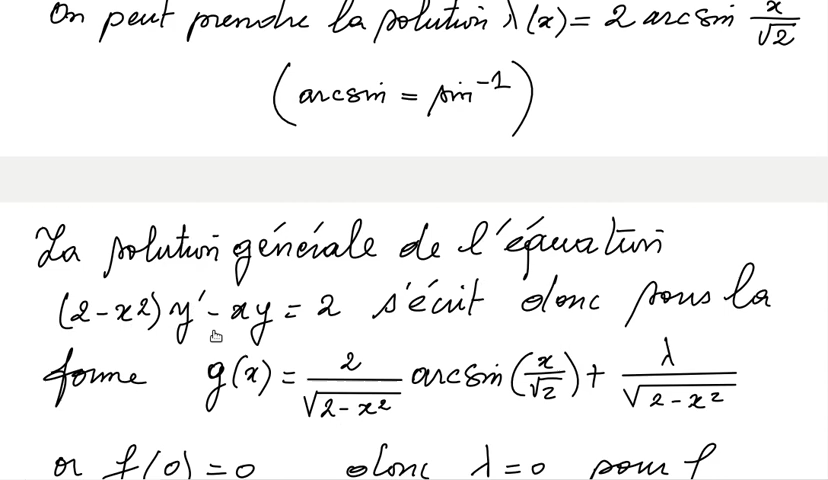 On peut prendre la solution λ(x) = 2 arcsin x/√2
(arcsin = sin⁻¹)
La solution générale de l'équation
(2-x²) y' - xy = 2 s'écrit donc sous la
forme g(x) = 2/√(2-x²) arcsin(x/√2) + λ/√(2-x²)
or f(0) = 0 donc λ = 0 pour f